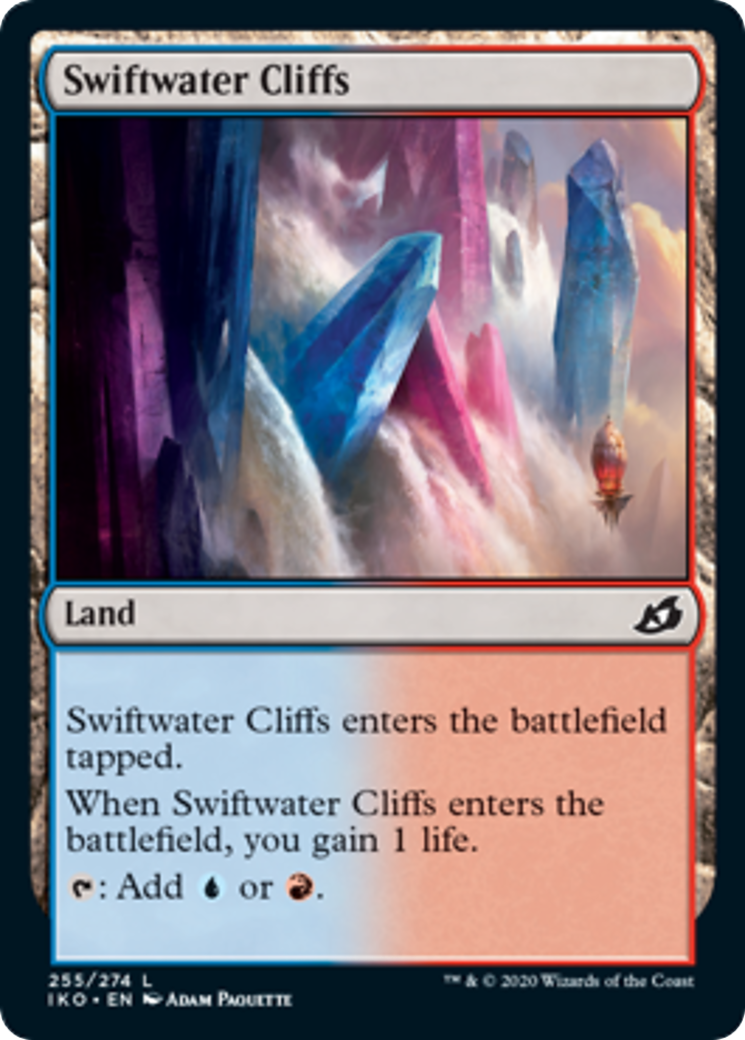 Swiftwater Cliffs
Land
Swiftwater Cliffs enters the battlefield
tapped.
When Swiftwater Cliffs enters the
battlefield, you gain 1 life.
: Add or .
255/274 L
IKO • EN Adam Paquette
™ & © 2020 Wizards of the Coast